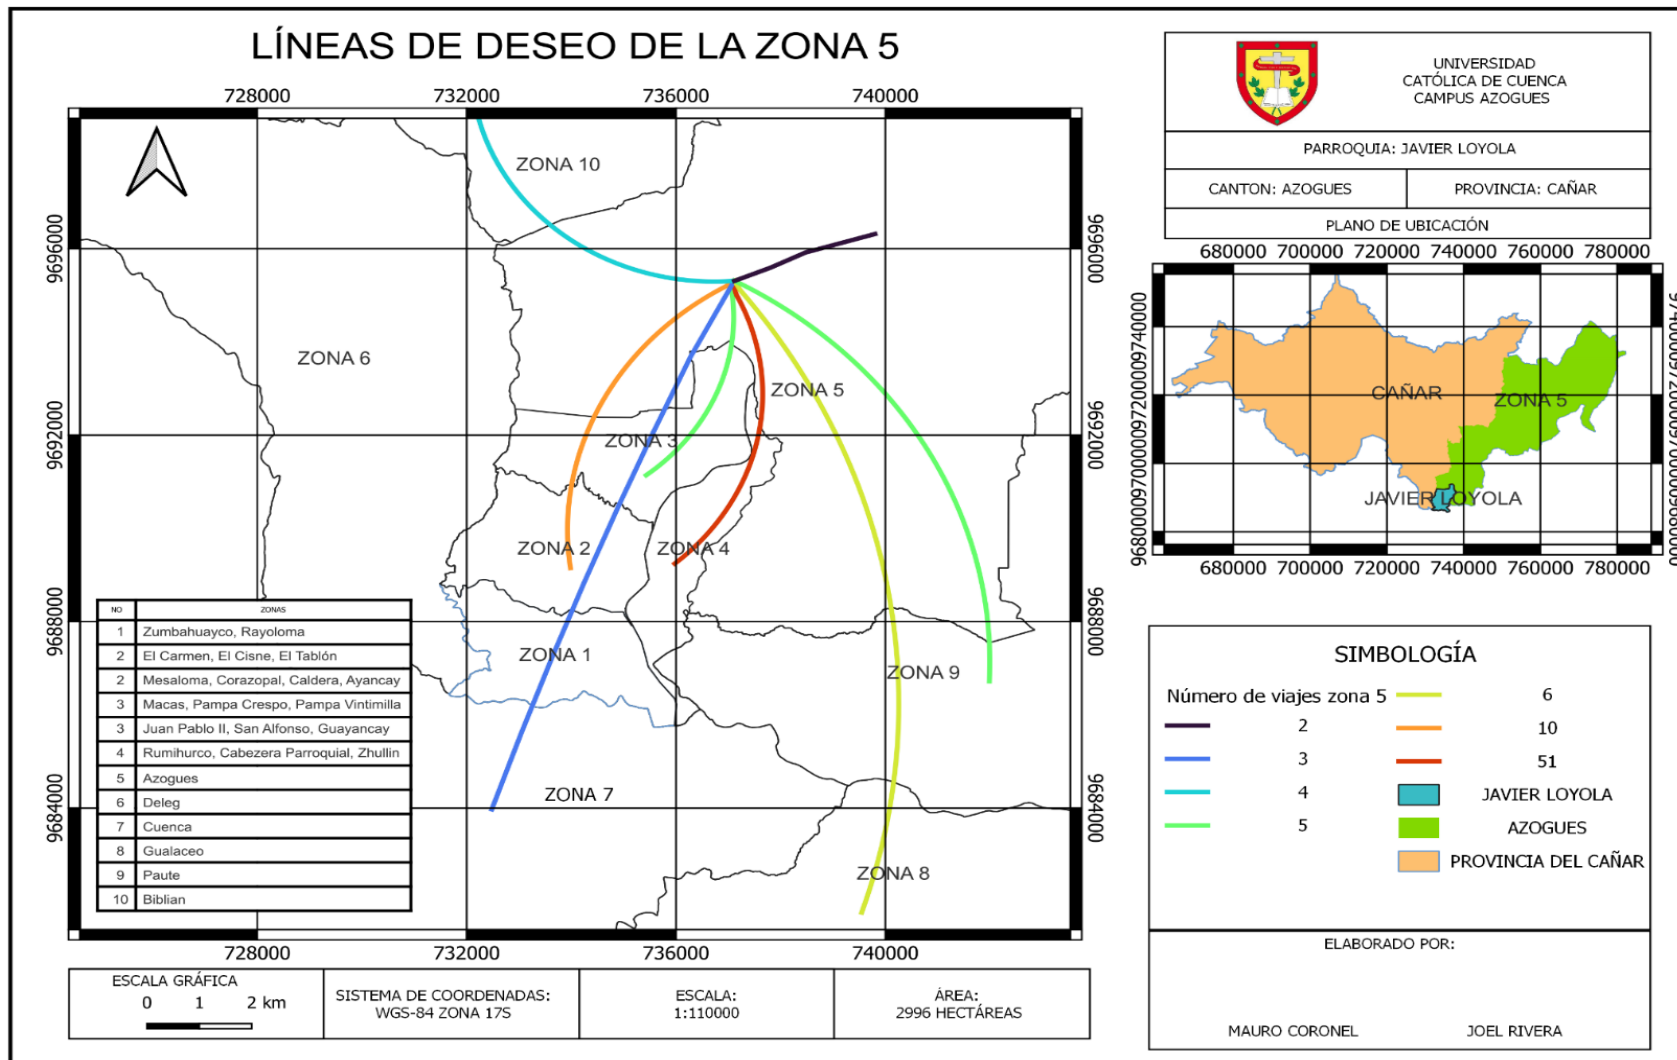 LÍNEAS DE DESEO DE LA ZONA 5
728000 732000 736000 740000
9696000
9692000
9688000
9684000
ZONA 10
ZONA 6
ZONA 5
ZONA 3
ZONA 2
ZONA 4
ZONA 1
ZONA 9
ZONA 7
ZONA 8
9696000
9692000
9688000
9684000
728000 732000 736000 740000
NO ZONAS
1 Zumbahuayco, Rayoloma
2 El Carmen, El Cisne, El Tablón
2 Mesaloma, Corazopal, Caldera, Ayancay
3 Macas, Pampa Crespo, Pampa Vintimilla
3 Juan Pablo II, San Alfonso, Guayancay
4 Rumihurco, Cabezera Parroquial, Zhullin
5 Azogues
6 Deleg
7 Cuenca
8 Gualaceo
9 Paute
10 Biblian
ESCALA GRÁFICA
0 1 2 km
SISTEMA DE COORDENADAS:
WGS-84 ZONA 17S
ESCALA:
1:110000
ÁREA:
2996 HECTÁREAS
UNIVERSIDAD
CATÓLICA DE CUENCA
CAMPUS AZOGUES
PARROQUIA: JAVIER LOYOLA
CANTON: AZOGUES PROVINCIA: CAÑAR
PLANO DE UBICACIÓN
680000 700000 720000 740000 760000 780000
9680000970000097200009740000
CAÑAR
ZONA 5
JAVIER LOYOLA
9740000972000097000009680000
680000 700000 720000 740000 760000 780000
SIMBOLOGÍA
Número de viajes zona 5
2
3
4
5
6
10
51
JAVIER LOYOLA
AZOGUES
PROVINCIA DEL CAÑAR
ELABORADO POR:
MAURO CORONEL JOEL RIVERA